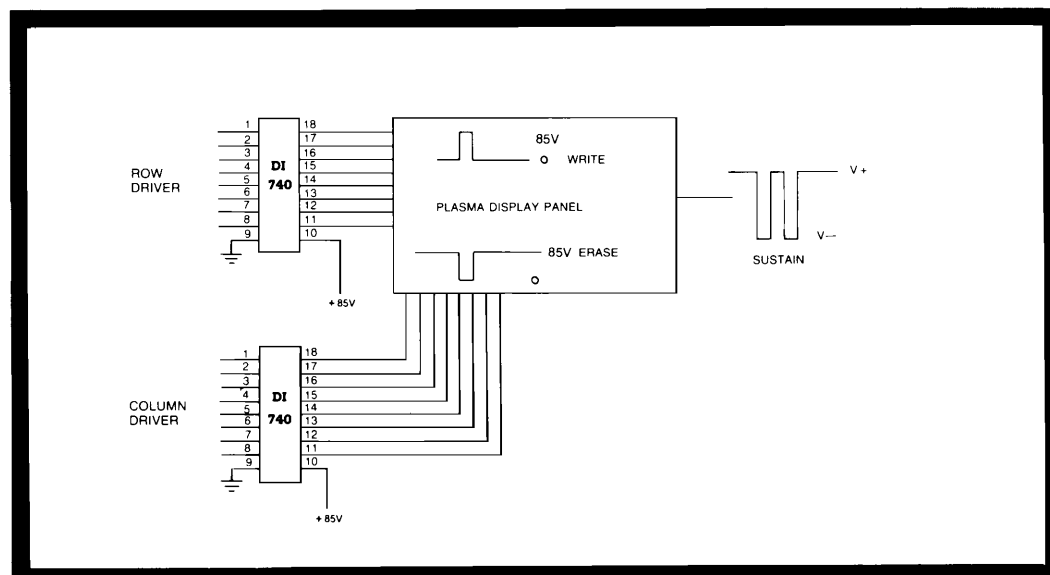 ROW
DRIVER
1
2
3
4
5
6
7
8
9
DI
740
18
17
16
15
14
13
12
11
10
+ 85V
85V
WRITE
PLASMA DISPLAY PANEL
85V ERASE
V +
V—
SUSTAIN
COLUMN
DRIVER
1
2
3
4
5
6
7
8
9
DI
740
18
17
16
15
14
13
12
11
10
+ 85V